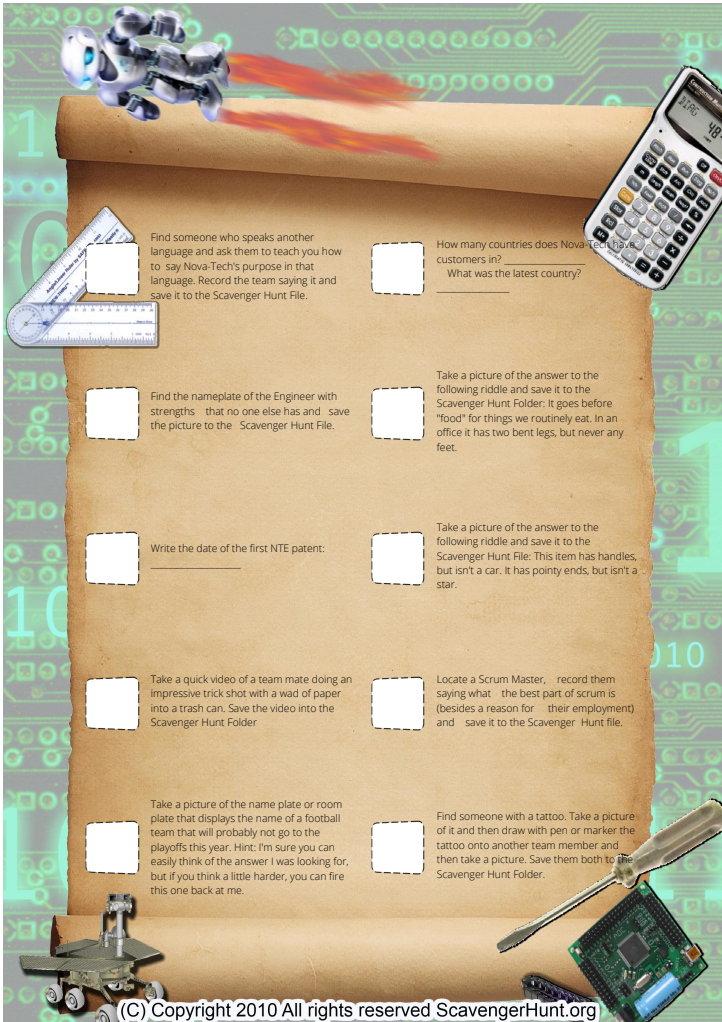 Find someone who speaks another
language and ask them to teach you how
to say Nova-Tech's purpose in that
language. Record the team saying it and
save it to the Scavenger Hunt File.
How many countries does Nova-Tech have
customers in? _______________
What was the latest country?
_______________
Find the nameplate of the Engineer with
strengths that no one else has and save
the picture to the Scavenger Hunt File.
Take a picture of the answer to the
following riddle and save it to the
Scavenger Hunt Folder: It goes before
"food" for things we routinely eat. In an
office it has two bent legs, but never any
feet.
Write the date of the first NTE patent:
___________________
Take a picture of the answer to the
following riddle and save it to the
Scavenger Hunt File: This item has handles,
but isn't a car. It has pointy ends, but isn't a
star.
Take a quick video of a team mate doing an
impressive trick shot with a wad of paper
into a trash can. Save the video into the
Scavenger Hunt Folder
Locate a Scrum Master, record them
saying what the best part of scrum is
(besides a reason for their employment)
and save it to the Scavenger Hunt file.
Take a picture of the name plate or room
plate that displays the name of a football
team that will probably not go to the
playoffs this year. Hint: I'm sure you can
easily think of the answer I was looking for,
but if you think a little harder, you can fire
this one back at me.
Find someone with a tattoo. Take a picture
of it and then draw with pen or marker the
tattoo onto another team member and
then take a picture. Save them both to the
Scavenger Hunt Folder.
(C) Copyright 2010 All rights reserved ScavengerHunt.org